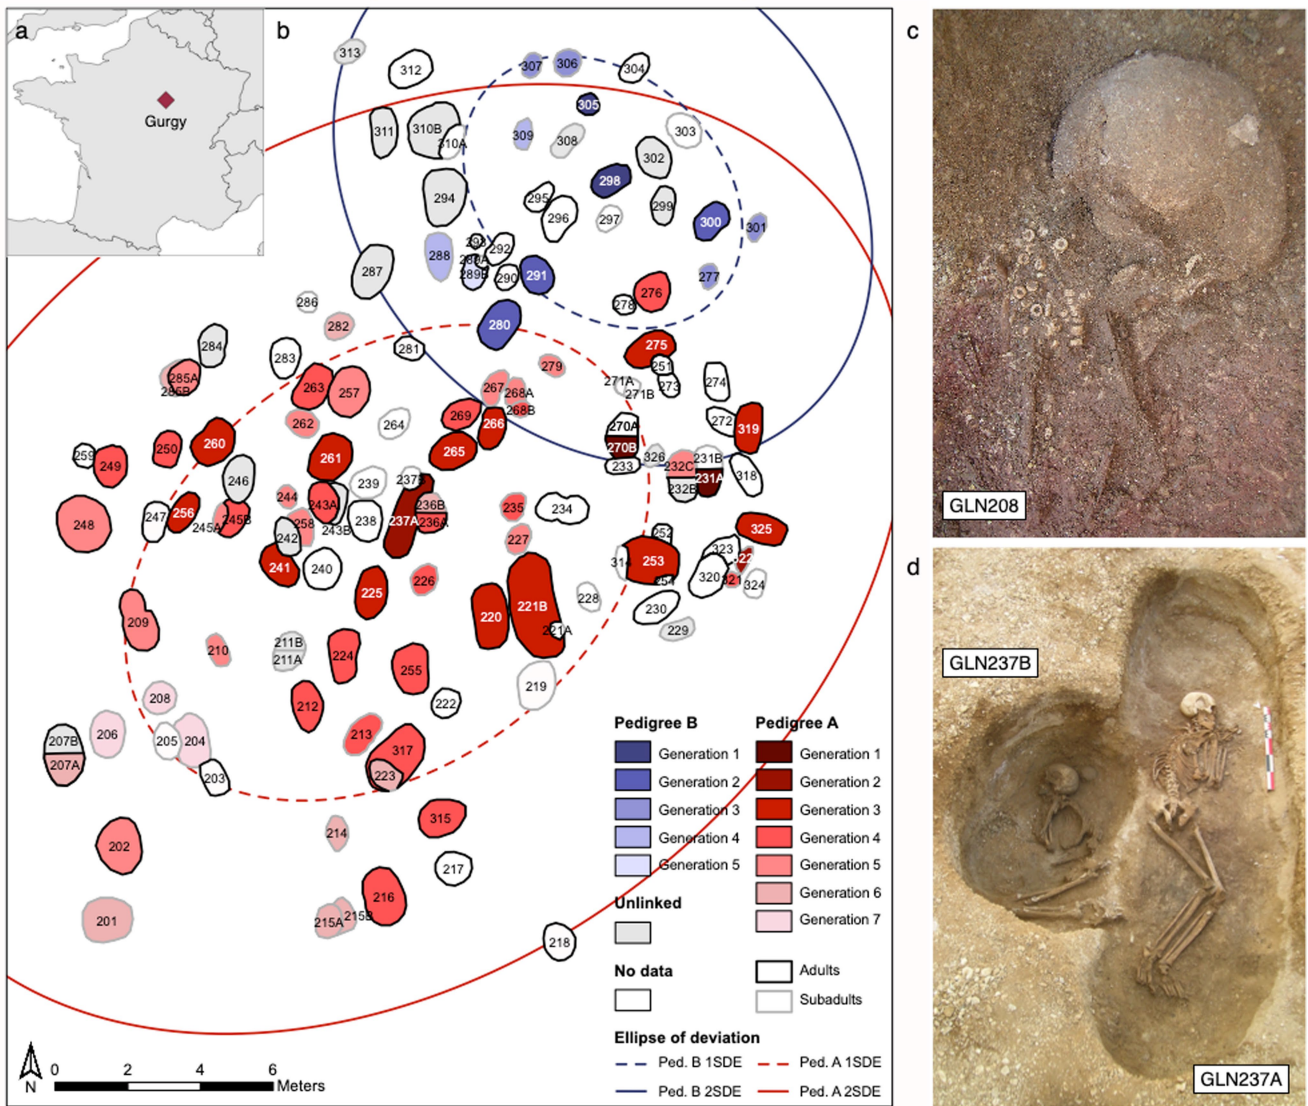 a
b
c
d
Gurgy
313
312
307
306
304
305
311
310B
310A
309
308
303
302
298
294
295
296
297
299
300
301
288
293
292
289A
289B
290
291
287
277
276
278
286
282
280
284
283
281
275
279
251
271A
271B
273
274
285A
285B
263
257
267
268A
268B
262
264
269
266
270A
270B
272
319
259
249
250
260
261
265
233
326
232C
232B
231B
231A
318
246
239
237B
248
247
256
245A
245B
244
243A
243B
258
242
238
237A
236B
236A
235
234
227
252
325
241
240
225
226
253
314
254
323
322
320
321
324
209
220
221B
221A
228
230
229
210
211B
211A
224
255
219
208
212
222
206
205
204
213
317
207B
207A
203
223
202
214
315
217
201
215A
215B
216
218
Pedigree B
Generation 1
Generation 2
Generation 3
Generation 4
Generation 5
Pedigree A
Generation 1
Generation 2
Generation 3
Generation 4
Generation 5
Generation 6
Generation 7
Unlinked
No data
Adults
Subadults
Ellipse of deviation
Ped. B 1SDE
Ped. A 1SDE
Ped. B 2SDE
Ped. A 2SDE
N
0 2 4 6
Meters
GLN208
GLN237B
GLN237A